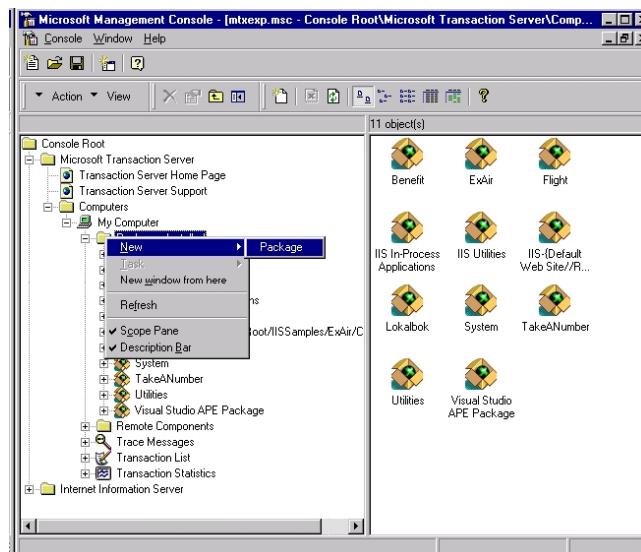 Microsoft Management Console - [mtxexp.msc - Console Root\Microsoft Transaction Server\Comp...
Console Window Help
Action View
11 object(s)
Console Root
Microsoft Transaction Server
Transaction Server Home Page
Transaction Server Support
Computers
My Computer
New
Package
Task
New window from here
ns
Refresh
Scope Pane
Root/IISSamples/ExAir/C
Description Bar
System
TakeANumber
Utilities
Visual Studio APE Package
Remote Components
Trace Messages
Transaction List
Transaction Statistics
Internet Information Server
Benefit
ExAir
Flight
IIS In-Process
Applications
IIS Utilities
IIS-{Default
Web Site//R...
Lokalbok
System
TakeANumber
Utilities
Visual Studio
APE Package